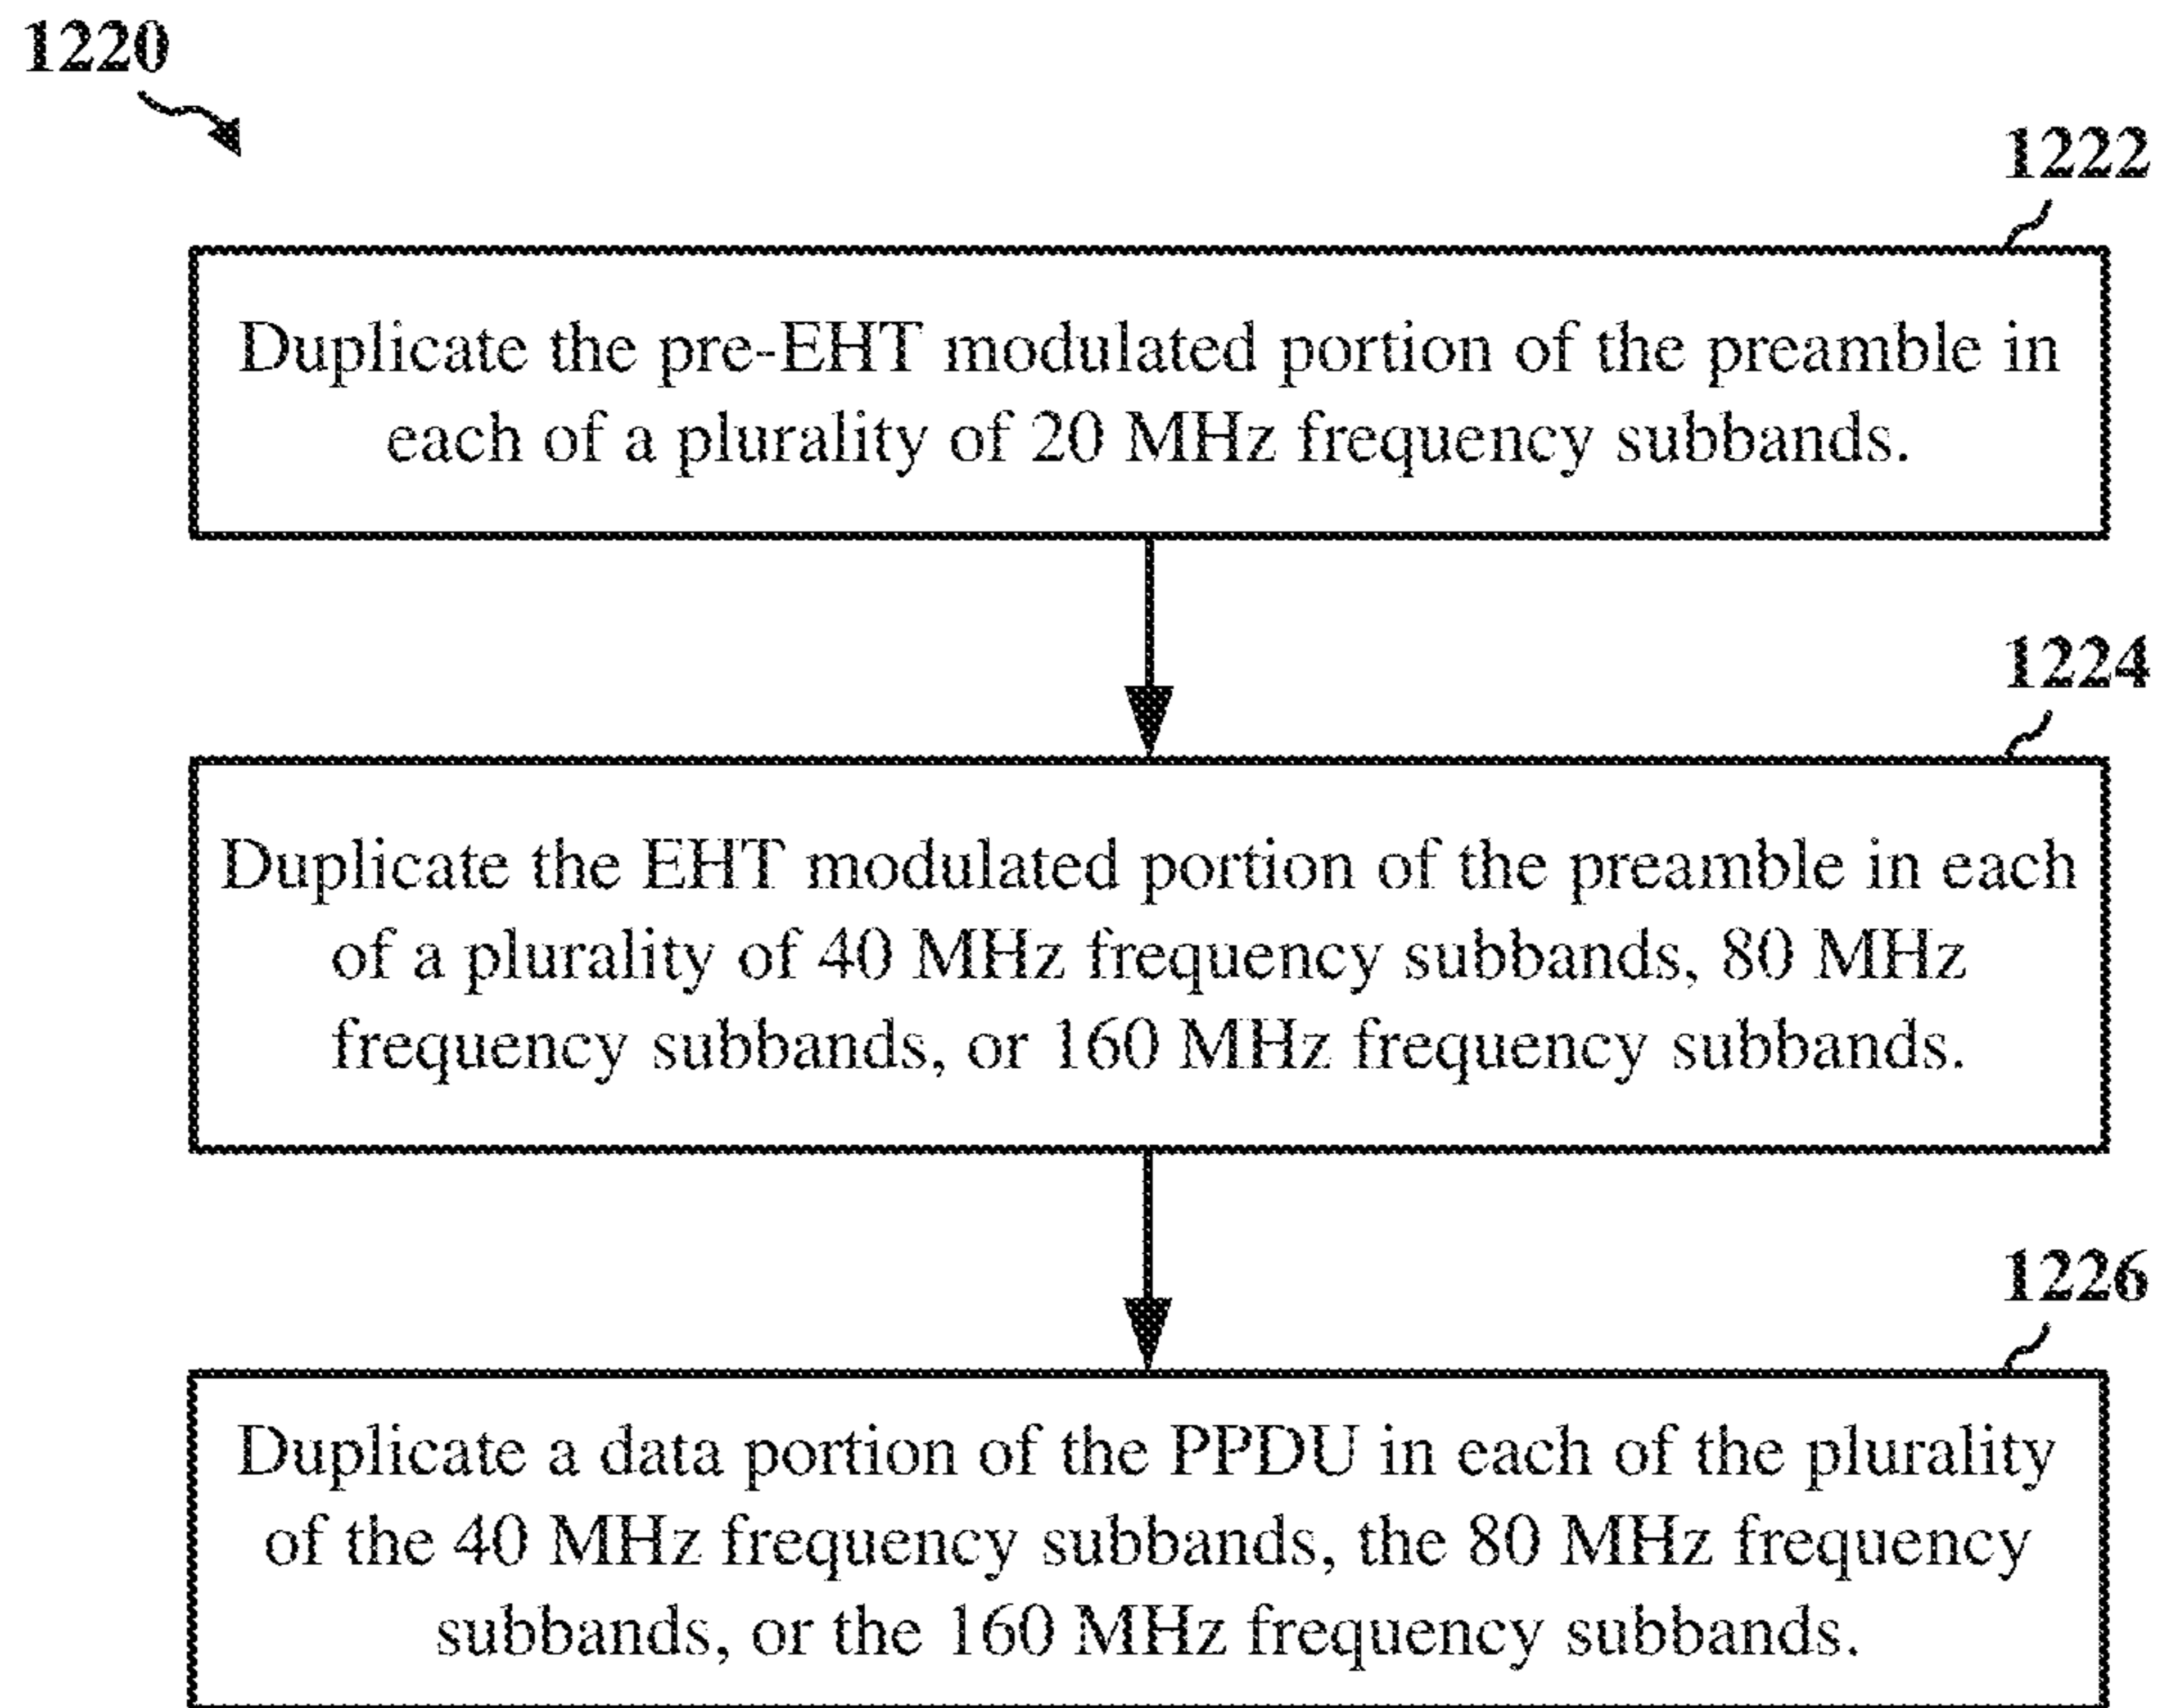 1220
1222
Duplicate the pre-EHT modulated portion of the preamble in
each of a plurality of 20 MHz frequency subbands.
1224
Duplicate the EHT modulated portion of the preamble in each
of a plurality of 40 MHz frequency subbands, 80 MHz
frequency subbands, or 160 MHz frequency subbands.
1226
Duplicate a data portion of the PPDU in each of the plurality
of the 40 MHz frequency subbands, the 80 MHz frequency
subbands, or the 160 MHz frequency subbands.